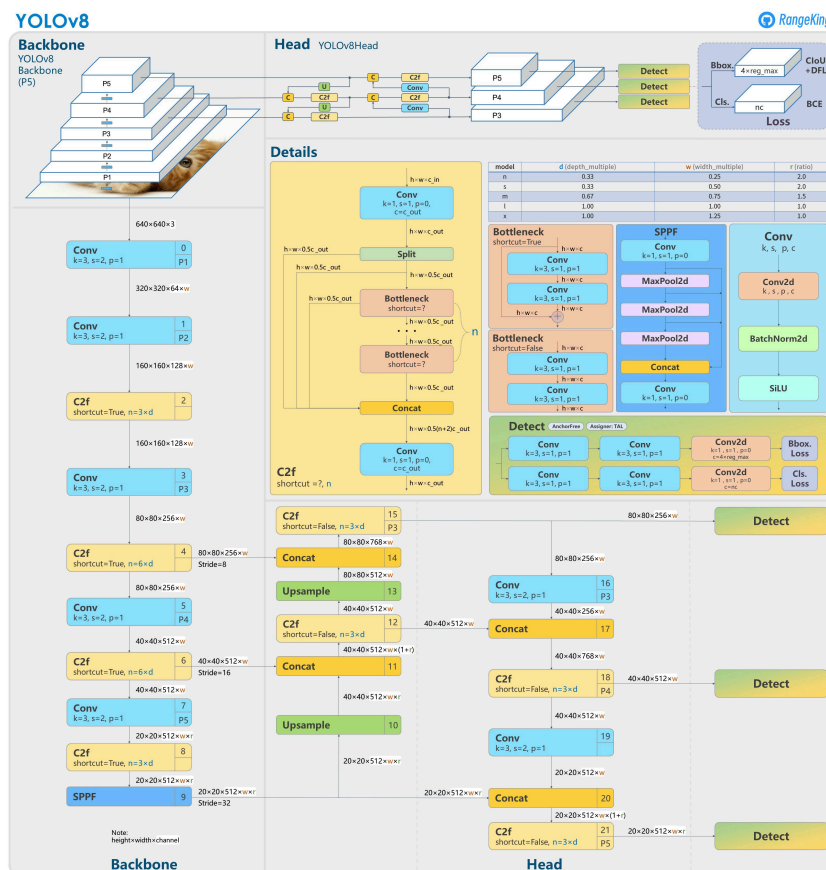 YOLOv8
RangeKing
Backbone
YOLOv8
Backbone
(P5)
P5
P4
P3
P2
P1
Head YOLOv8Head
C
C2f
U
Conv
C
C2f
C
C2f
U
Conv
C
C2f
C
C2f
P5
P4
P3
Detect
Detect
Detect
Bbox.
4×reg_max
CIoU
+DFL
Cls.
nc
BCE
Loss
640×640×3
Conv
k=3, s=2, p=1
0
P1
320×320×64×w
Conv
k=3, s=2, p=1
1
P2
160×160×128×w
C2f
shortcut=True, n=3×d
2
160×160×128×w
Conv
k=3, s=2, p=1
3
P3
80×80×256×w
C2f
shortcut=True, n=6×d
4
80×80×256×w
Stride=8
80×80×256×w
Conv
k=3, s=2, p=1
5
P4
40×40×512×w
C2f
shortcut=True, n=6×d
6
40×40×512×w
Stride=16
40×40×512×w
Conv
k=3, s=2, p=1
7
P5
20×20×512×w×r
C2f
shortcut=True, n=3×d
8
20×20×512×w×r
SPPF
9
20×20×512×w×r
Stride=32
Note:
height×width×channel
Backbone
Details
h=w=c_in
Conv
k=1, s=1, p=0,
c=c_out
h=w=c_out
Split
h=w×0.5c_out
h=w×0.5c_out
h=w×0.5c_out
h=w×0.5c_out
Bottleneck
shortcut=?
h=w×0.5c_out
· · ·
h=w×0.5c_out
Bottleneck
shortcut=?
n
h=w×0.5c_out
Concat
h=w×0.5(n+2)c_out
Conv
k=1, s=1, p=0,
c=c_out
h=w×c_out
C2f
shortcut =?, n
model d (depth_multiple) w (width_multiple) r (ratio)
n 0.33 0.25 2.0
s 0.33 0.50 2.0
m 0.67 0.75 1.5
l 1.00 1.00 1.0
x 1.00 1.25 1.0
Bottleneck
shortcut=True
h=w=c
Conv
k=3, s=1, p=1
Conv
k=3, s=1, p=1
h=w×c
h=w=c
Bottleneck
shortcut=False
h=w=c
Conv
k=3, s=1, p=1
h=w=c
Conv
k=3, s=1, p=1
h=w=c
SPPF
Conv
k=1, s=1, p=0
MaxPool2d
MaxPool2d
MaxPool2d
Concat
Conv
k=1, s=1, p=0
Conv
k, s, p, c
Conv2d
k, s, p, c
BatchNorm2d
SiLU
Detect AnchorFree Assigner: TAL
Conv
k=3, s=1, p=1
Conv
k=3, s=1, p=1
Conv2d
k=1, s=1, p=0
c=4×reg_max
Bbox.
Loss
Conv
k=3, s=1, p=1
Conv
k=3, s=1, p=1
Conv2d
k=1, s=1, p=0
c=nc
Cls.
Loss
C2f
shortcut=False, n=3×d
15
P3
80×80×256×w
Detect
80×80×768×w
Concat
14
80×80×512×w
Upsample
13
40×40×512×w
C2f
shortcut=False, n=3×d
12
40×40×512×w
40×40×512×w×(1+r)
Concat
11
40×40×512×w×r
Upsample
10
20×20×512×w×r
80×80×256×w
Conv
k=3, s=2, p=1
16
P3
40×40×256×w
Concat
17
40×40×768×w
C2f
shortcut=False, n=3×d
18
P4
40×40×512×w
Detect
40×40×512×w
Conv
k=3, s=2, p=1
19
20×20×512×w
20×20×512×w×r
Concat
20
20×20×512×w×(1+r)
C2f
shortcut=False, n=3×d
21
P5
20×20×512×w×r
Detect
Head